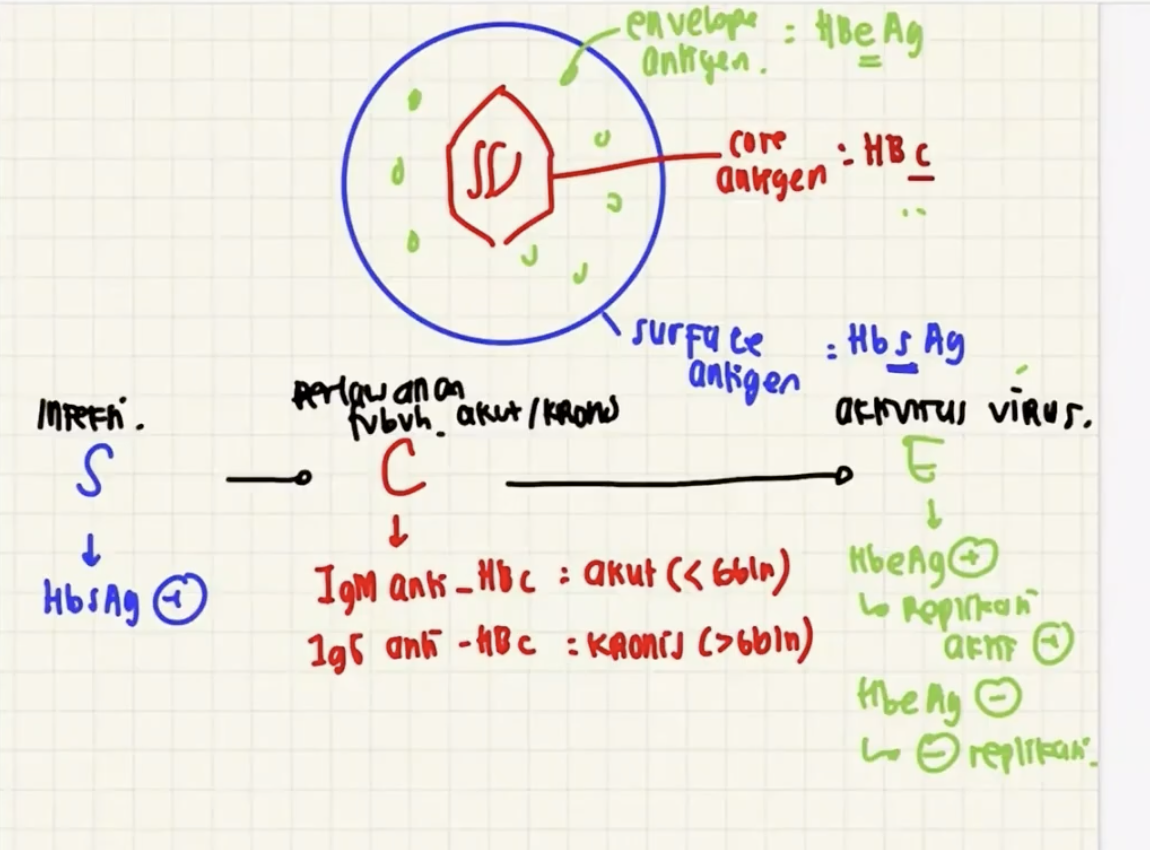 envelope : HBeAg
antigen.
core : HBc
antigen
surface : HbsAg
antigen
Infeksi.
perlawanan
tubuh. akut/kronis
aktivitas virus.
S
C
E
HbsAg +
IgM anti-HBc : akut (< 6bln)
IgG anti-HBc : kronis (>6bln)
HbeAg +
↳ Replikasi
aktif +
HbeAg -
↳ - replikasi.